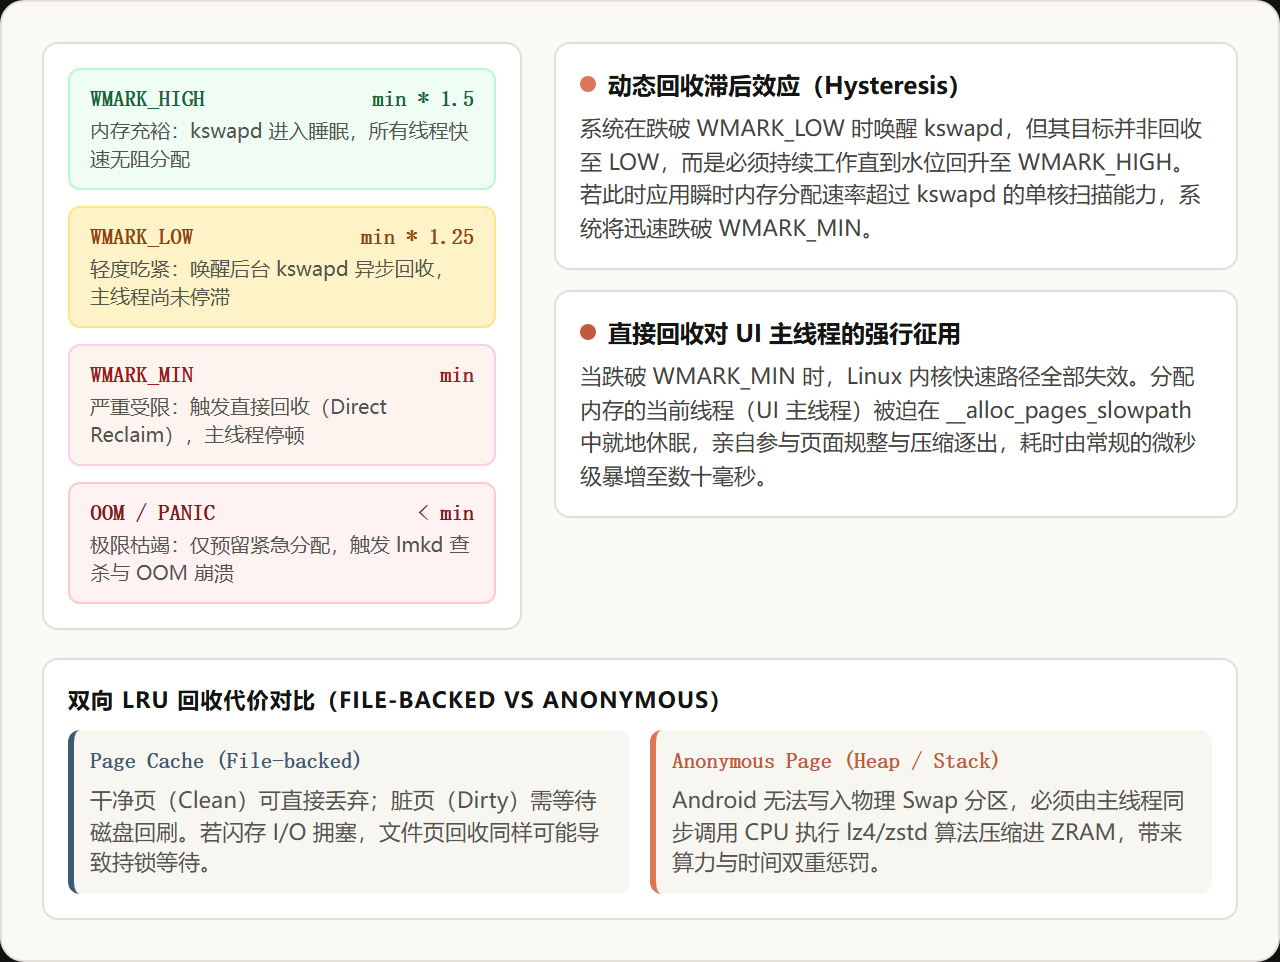 WMARK_HIGH min * 1.5
内存充裕：kswapd 进入睡眠，所有线程快
速无阻分配
WMARK_LOW min * 1.25
轻度吃紧：唤醒后台 kswapd 异步回收，
主线程尚未停滞
WMARK_MIN min
严重受限：触发直接回收（Direct
Reclaim），主线程停顿
OOM / PANIC < min
极限枯竭：仅预留紧急分配，触发 lmkd 查
杀与 OOM 崩溃
动态回收滞后效应（Hysteresis）
系统在跌破 WMARK_LOW 时唤醒 kswapd，但其目标并非回收
至 LOW，而是必须持续工作直到水位回升至 WMARK_HIGH。
若此时应用瞬时内存分配速率超过 kswapd 的单核扫描能力，系
统将迅速跌破 WMARK_MIN。
直接回收对 UI 主线程的强行征用
当跌破 WMARK_MIN 时，Linux 内核快速路径全部失效。分配
内存的当前线程（UI 主线程）被迫在 __alloc_pages_slowpath
中就地休眠，亲自参与页面规整与压缩逐出，耗时由常规的微秒
级暴增至数十毫秒。
双向 LRU 回收代价对比（FILE-BACKED VS ANONYMOUS）
Page Cache (File-backed)
干净页（Clean）可直接丢弃；脏页（Dirty）需等待
磁盘回刷。若闪存 I/O 拥塞，文件页回收同样可能导
致持锁等待。
Anonymous Page (Heap / Stack)
Android 无法写入物理 Swap 分区，必须由主线程同
步调用 CPU 执行 lz4/zstd 算法压缩进 ZRAM，带来
算力与时间双重惩罚。